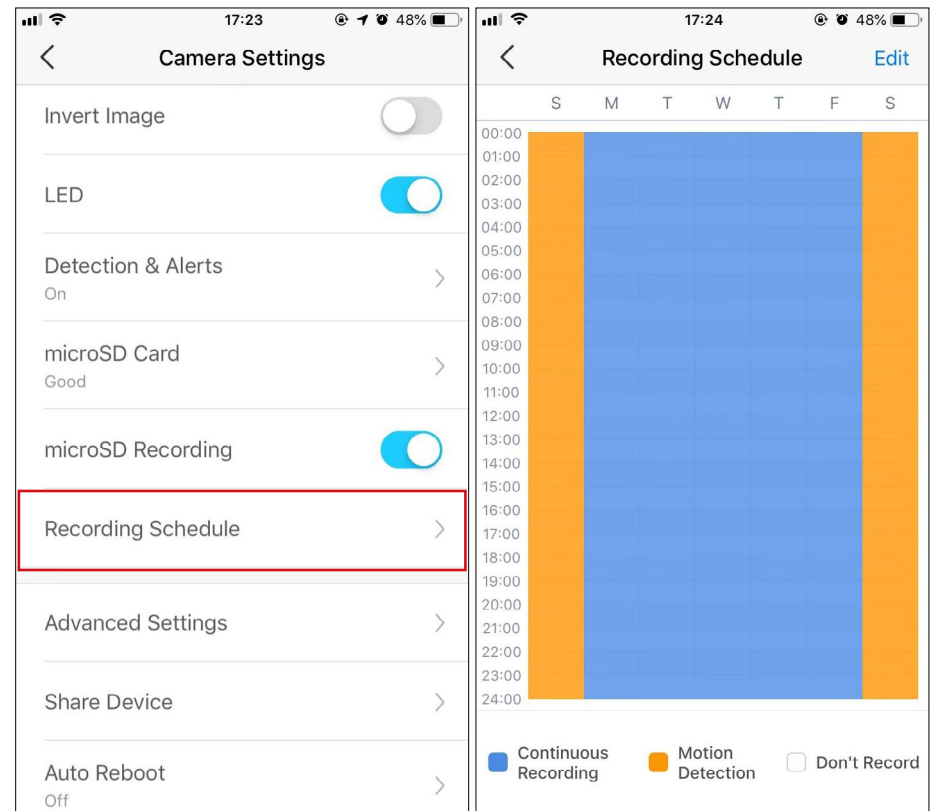 17:23
48%
Camera Settings
Invert Image
LED
Detection & Alerts
On
microSD Card
Good
microSD Recording
Recording Schedule
Advanced Settings
Share Device
Auto Reboot
Off
17:24
48%
Recording Schedule
Edit
S M T W T F S
00:00
01:00
02:00
03:00
04:00
05:00
06:00
07:00
08:00
09:00
10:00
11:00
12:00
13:00
14:00
15:00
16:00
17:00
18:00
19:00
20:00
21:00
22:00
23:00
24:00
Continuous
Recording
Motion
Detection
Don't Record